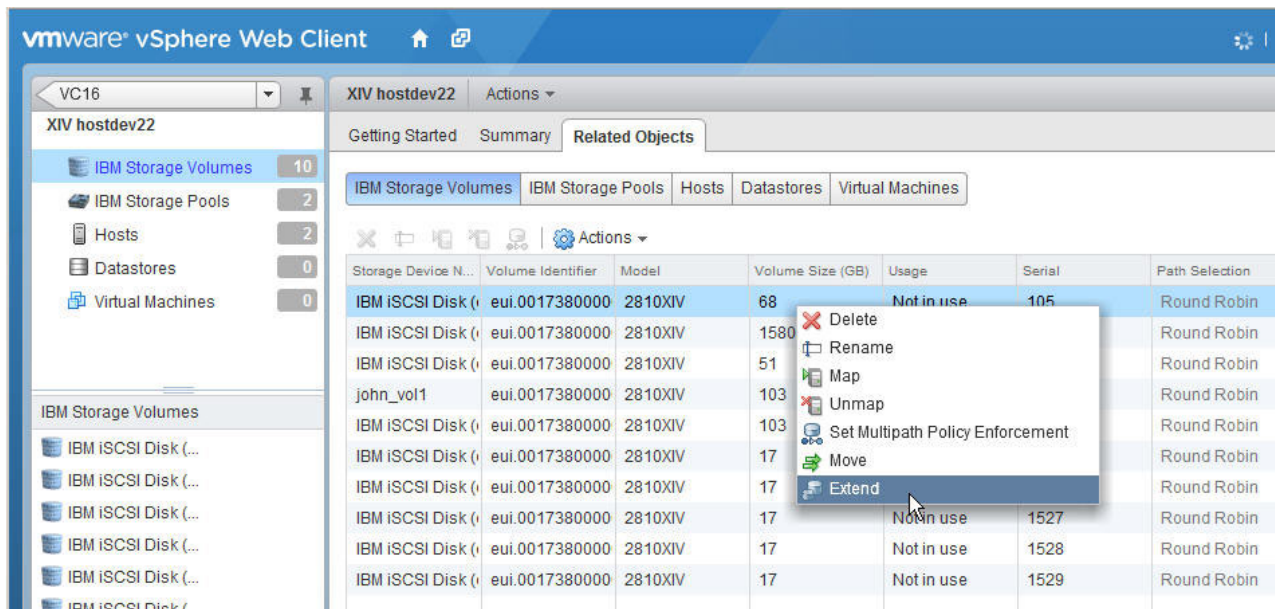 vmware® vSphere Web Client
VC16
XIV hostdev22
IBM Storage Volumes 10
IBM Storage Pools 2
Hosts 2
Datastores 0
Virtual Machines 0
IBM Storage Volumes
IBM iSCSI Disk (...
IBM iSCSI Disk (...
IBM iSCSI Disk (...
IBM iSCSI Disk (...
IBM iSCSI Disk (...
IBM iSCSI Disk (
XIV hostdev22 Actions
Getting Started Summary Related Objects
IBM Storage Volumes IBM Storage Pools Hosts Datastores Virtual Machines
Actions
Storage Device N... Volume Identifier Model Volume Size (GB) Usage Serial Path Selection
IBM iSCSI Disk ( eui.0017380000 2810XIV 68 Not in use 105 Round Robin
IBM iSCSI Disk ( eui.0017380000 2810XIV 1580 Round Robin
IBM iSCSI Disk ( eui.0017380000 2810XIV 51 Round Robin
john_vol1 eui.0017380000 2810XIV 103 Round Robin
IBM iSCSI Disk ( eui.0017380000 2810XIV 103 Round Robin
IBM iSCSI Disk ( eui.0017380000 2810XIV 17 Round Robin
IBM iSCSI Disk ( eui.0017380000 2810XIV 17 Round Robin
IBM iSCSI Disk ( eui.0017380000 2810XIV 17 Not in use 1527 Round Robin
IBM iSCSI Disk ( eui.0017380000 2810XIV 17 Not in use 1528 Round Robin
IBM iSCSI Disk ( eui.0017380000 2810XIV 17 Not in use 1529 Round Robin
Delete
Rename
Map
Unmap
Set Multipath Policy Enforcement
Move
Extend